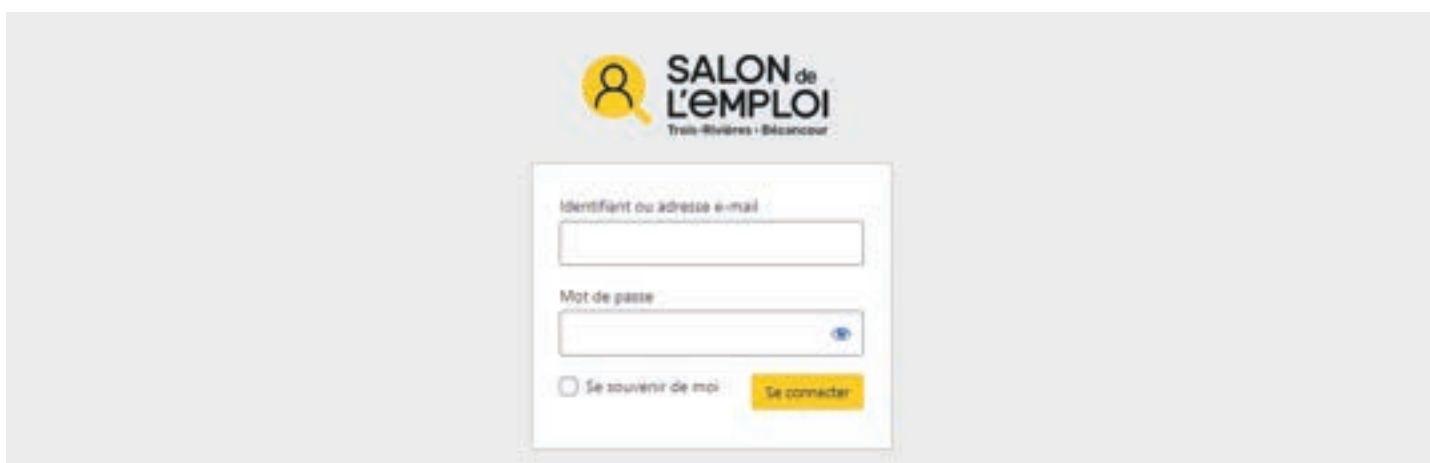 SALON de
L'eMPLOI
Trois-Rivières • Bécancour
Identifiant ou adresse e-mail
Mot de passe
Se souvenir de moi
Se connecter